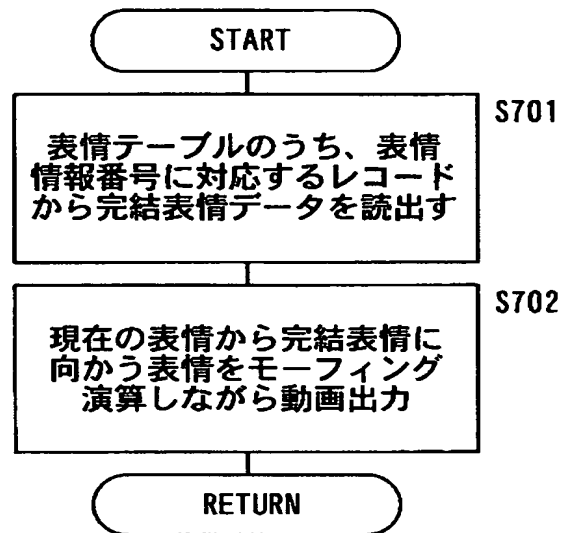 START
S701
表情テーブルのうち、表情
情報番号に対応するレコード
から完結表情データを読出す
S702
現在の表情から完結表情に
向かう表情をモーフィング
演算しながら動画出力
RETURN